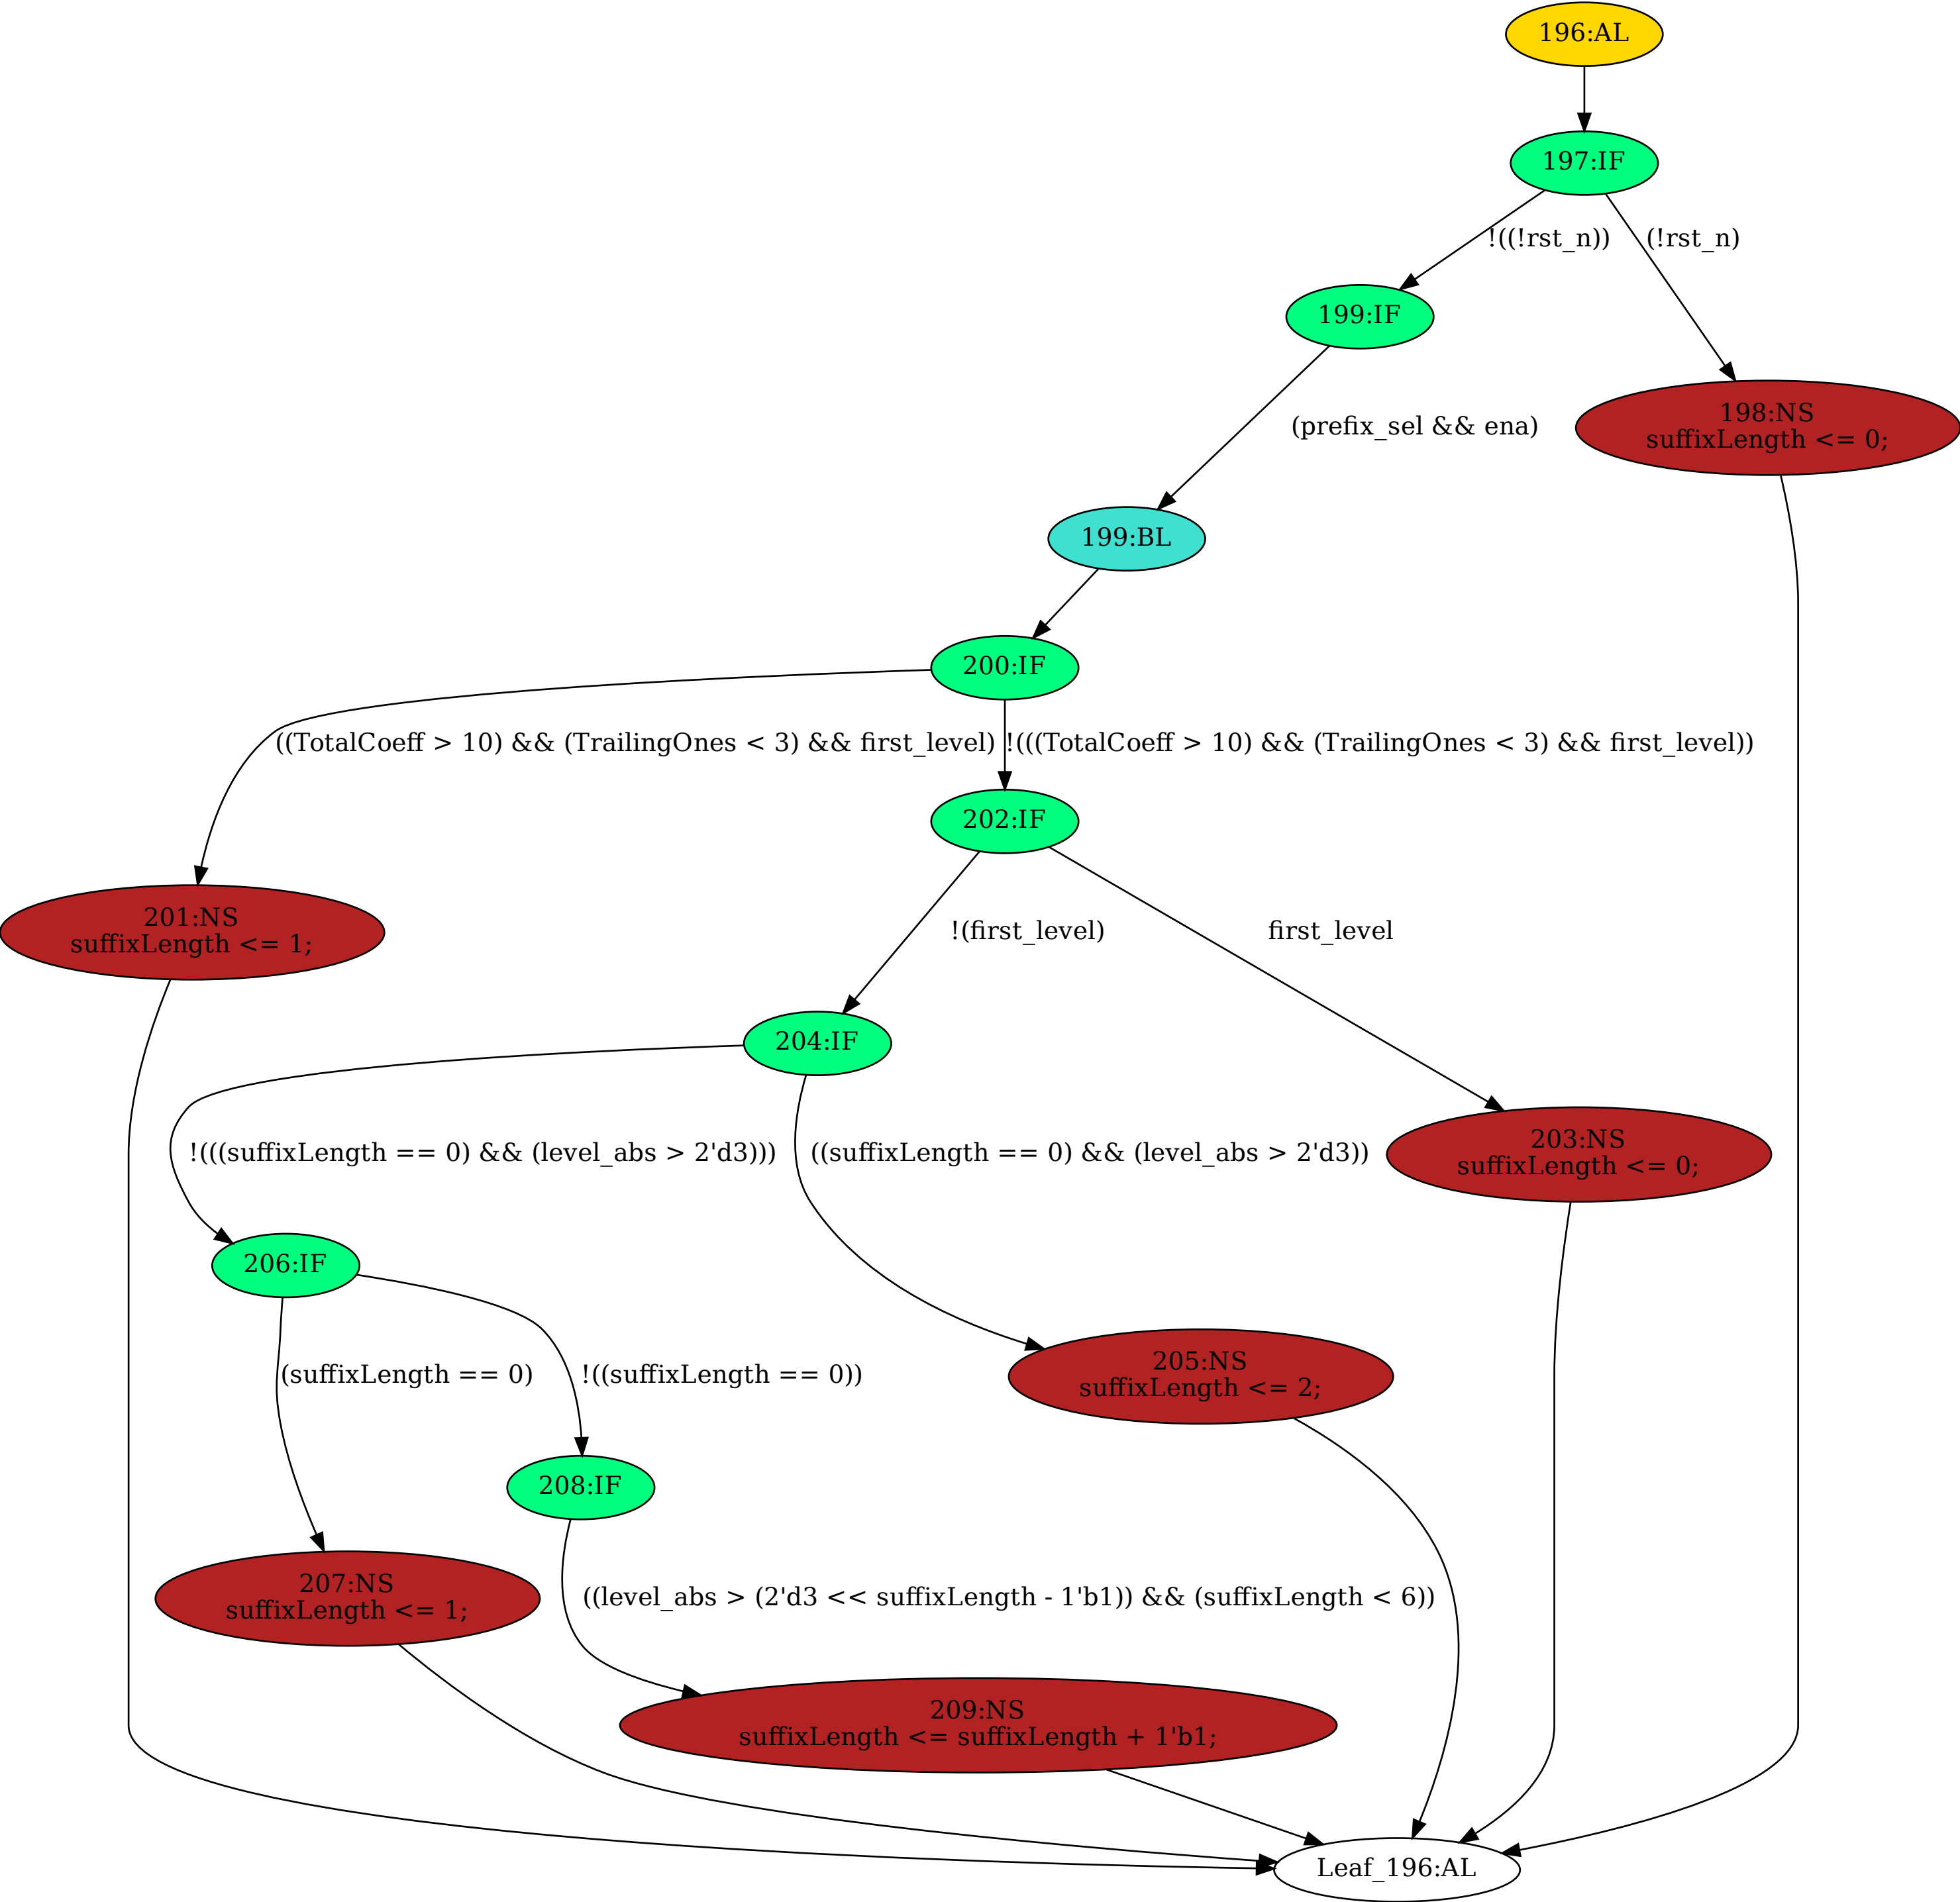 196:AL
197:IF
!((!rst_n))
(!rst_n)
199:IF
198:NS
suffixLength <= 0;
(prefix_sel && ena)
199:BL
200:IF
((TotalCoeff > 10) && (TrailingOnes < 3) && first_level)
!(((TotalCoeff > 10) && (TrailingOnes < 3) && first_level))
202:IF
201:NS
suffixLength <= 1;
!(first_level)
first_level
204:IF
203:NS
suffixLength <= 0;
!(((suffixLength == 0) && (level_abs > 2'd3)))
((suffixLength == 0) && (level_abs > 2'd3))
206:IF
205:NS
suffixLength <= 2;
(suffixLength == 0)
!((suffixLength == 0))
208:IF
207:NS
suffixLength <= 1;
((level_abs > (2'd3 << suffixLength - 1'b1)) && (suffixLength < 6))
209:NS
suffixLength <= suffixLength + 1'b1;
Leaf_196:AL